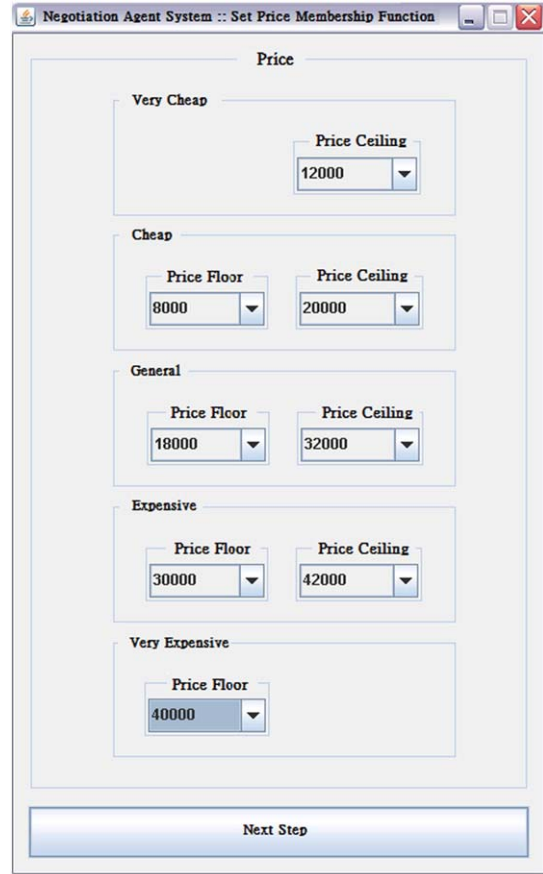 Negotiation Agent System :: Set Price Membership Function
Price
Very Cheap
Price Ceiling
12000
Cheap
Price Floor Price Ceiling
8000 20000
General
Price Floor Price Ceiling
18000 32000
Expensive
Price Floor Price Ceiling
30000 42000
Very Expensive
Price Floor
40000
Next Step